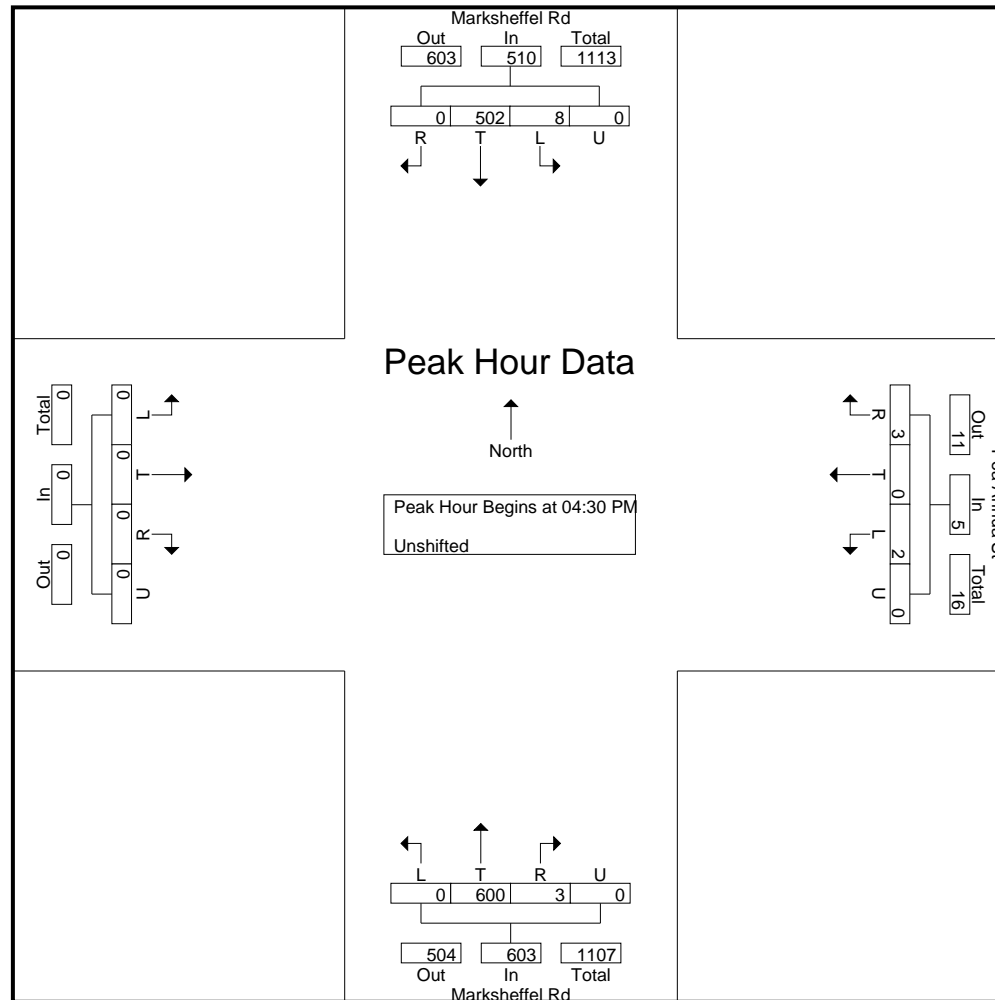 Marksheffel Rd
Out In Total
603 510 1113
0 502 8 0
R T L U
Peak Hour Data
North
Peak Hour Begins at 04:30 PM
Unshifted
Total 0
In 0
Out 0
L 0
T 0
R 0
U 0
R 3
T 0
L 2
U 0
Out 11
In 5
Total 16
L T R U
0 600 3 0
504 603 1107
Out In Total
Marksheffel Rd